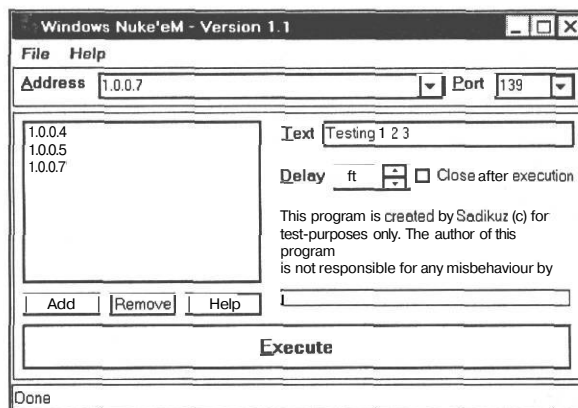 Windows Nuke'eM - Version 1.1
File Help
Address 1.0.0.7 Port 139
1.0.0.4
1.0.0.5
1.0.0.7
Text Testing 1 2 3
Delay ft Close after execution
This program is created by Sadikuz (c) for
test-purposes only. The author of this
program
is not responsible for any misbehaviour by
Add Remove Help
Execute
Done